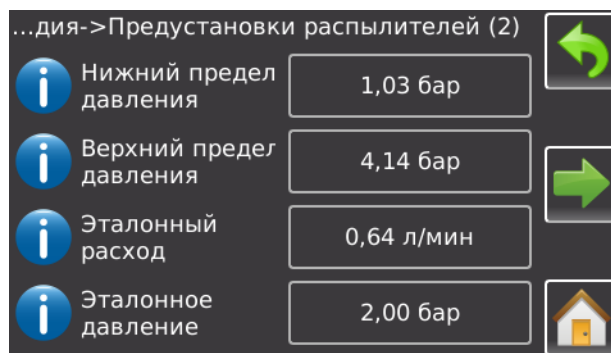 ...дия->Предустановки распылителей (2)
Нижний предел
давления
1,03 бар
Верхний предел
давления
4,14 бар
Эталонный
расход
0,64 л/мин
Эталонное
давление
2,00 бар